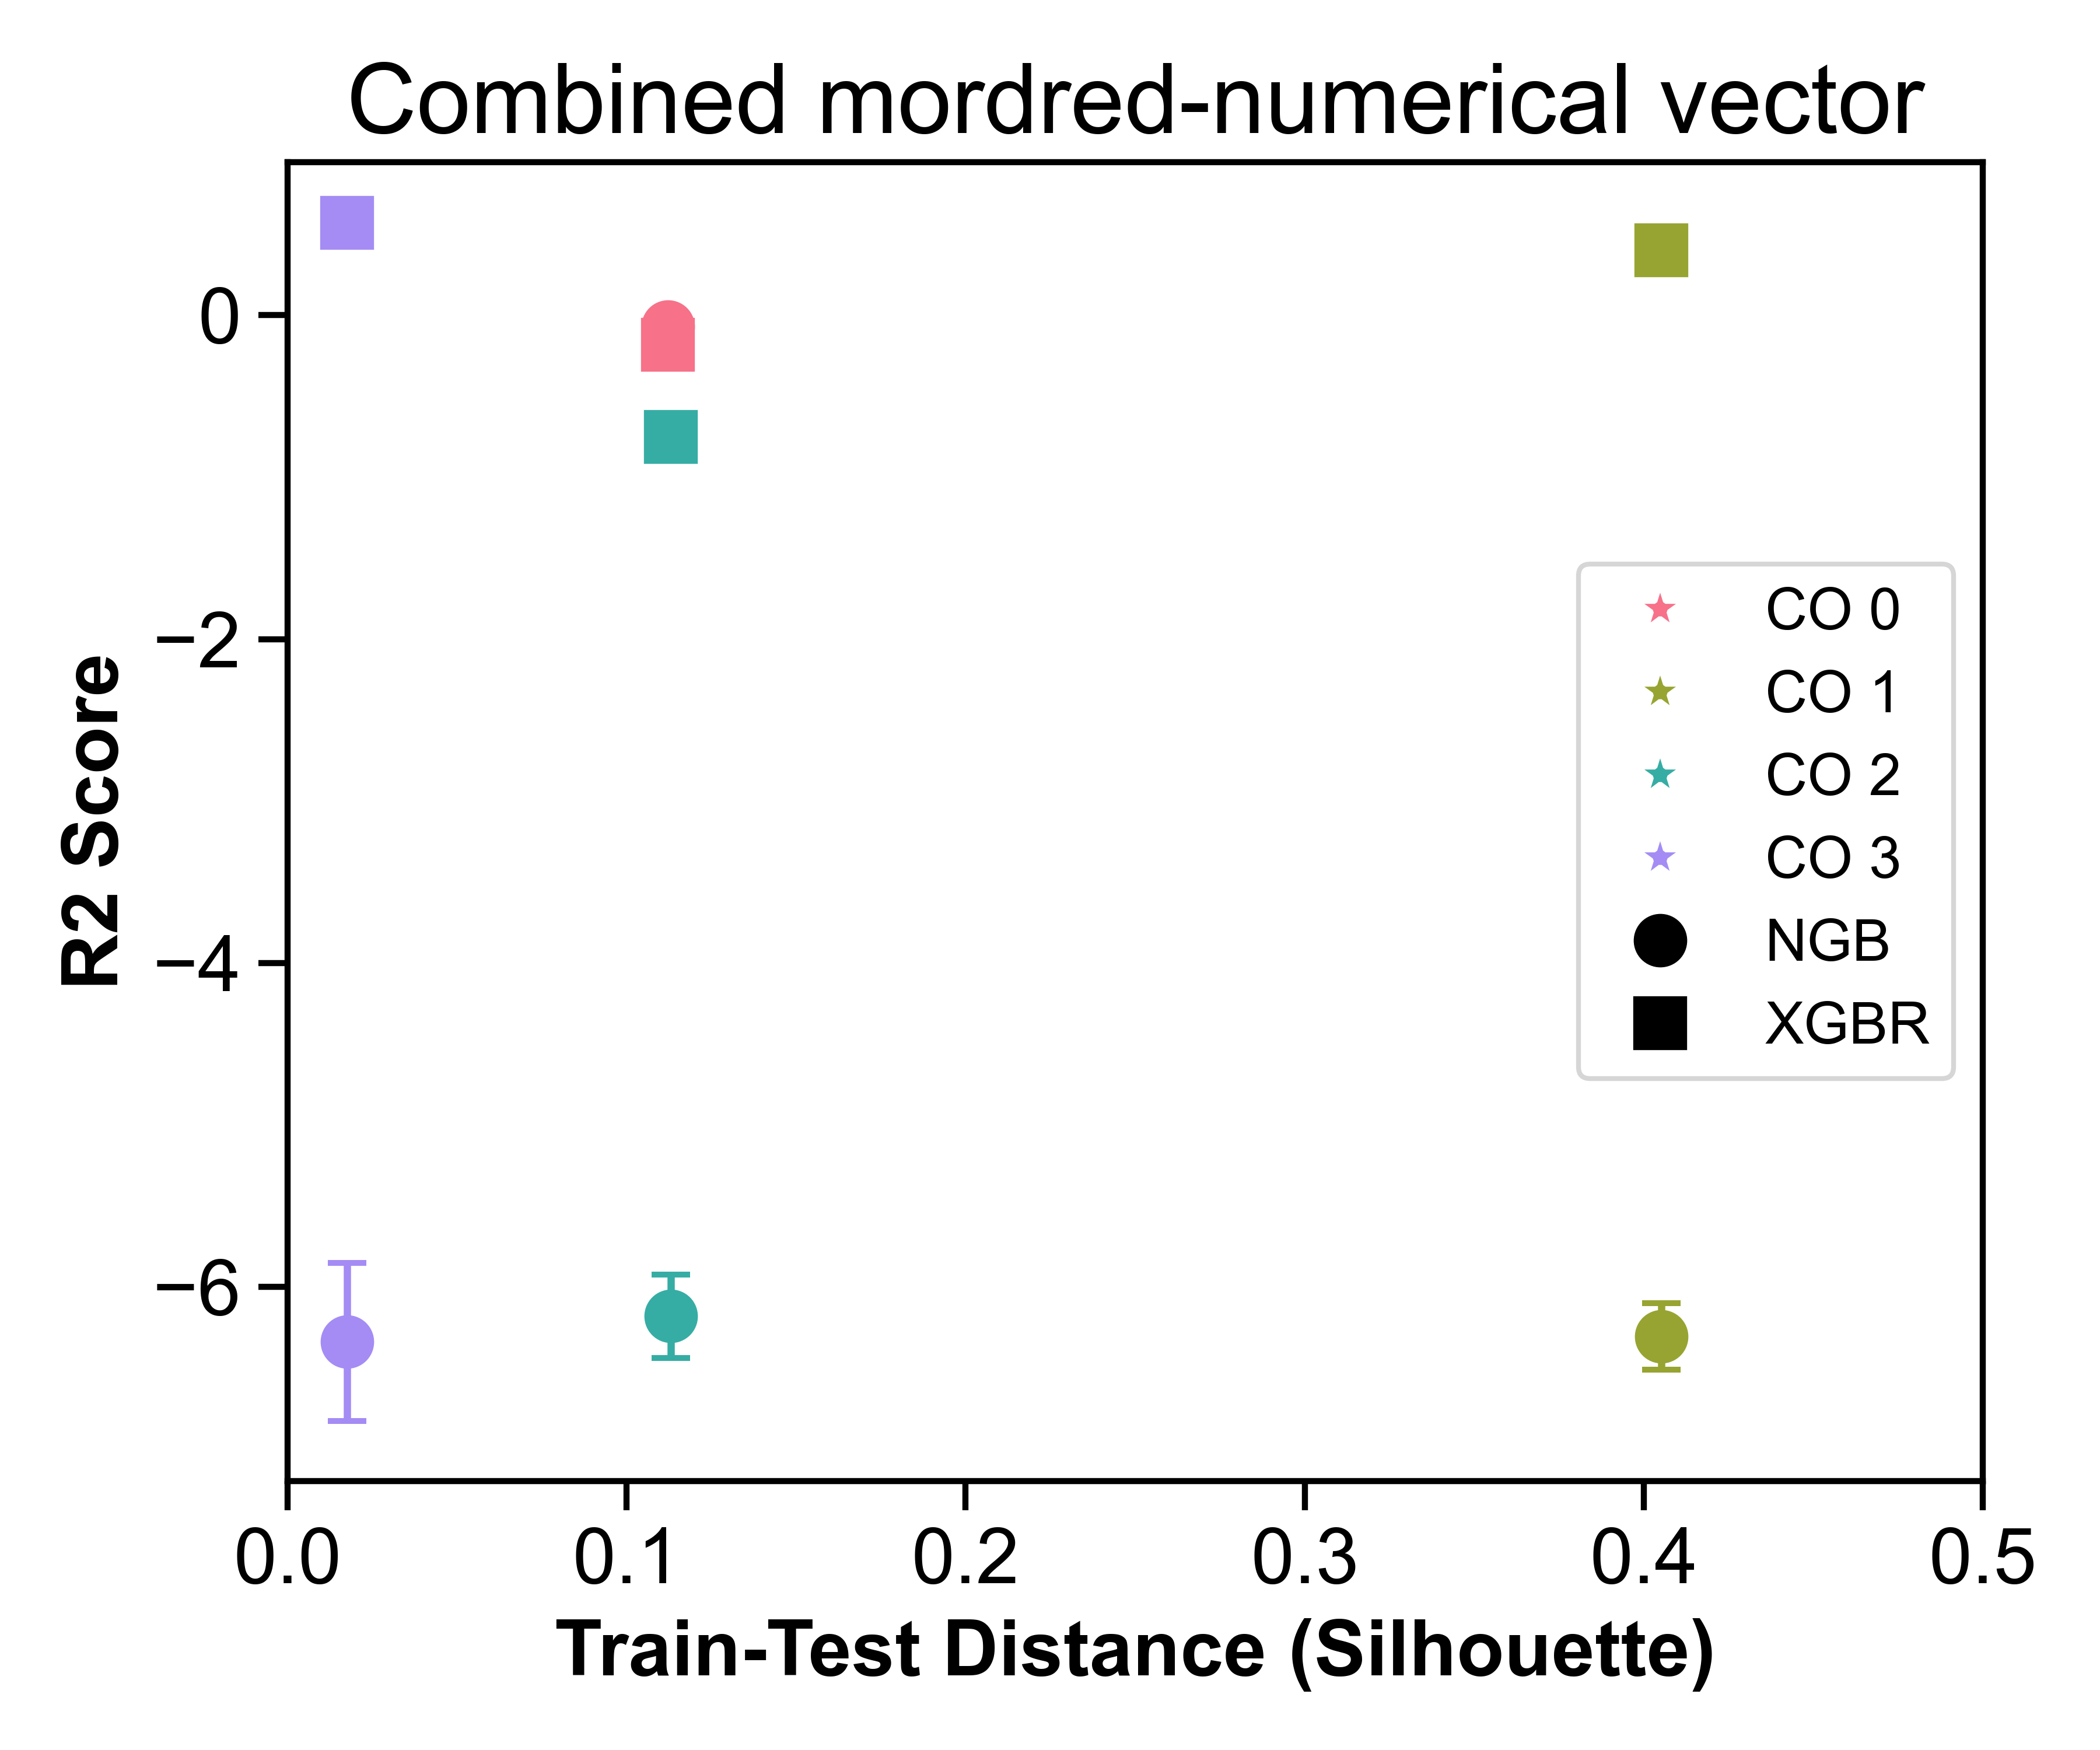 Combined mordred-numerical vector
R2 Score
0
−2
−4
−6
CO 0
CO 1
CO 2
CO 3
NGB
XGBR
0.0 0.1 0.2 0.3 0.4 0.5
Train-Test Distance (Silhouette)